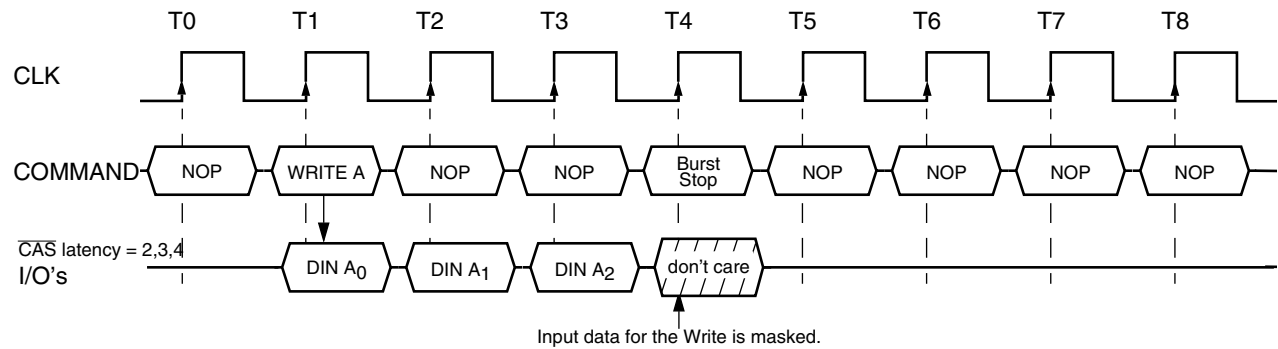 T0 T1 T2 T3 T4 T5 T6 T7 T8
CLK
COMMAND NOP WRITE A NOP NOP Burst Stop NOP NOP NOP NOP
CAS latency = 2,3,4
I/O's DIN A0 DIN A1 DIN A2 don't care
Input data for the Write is masked.